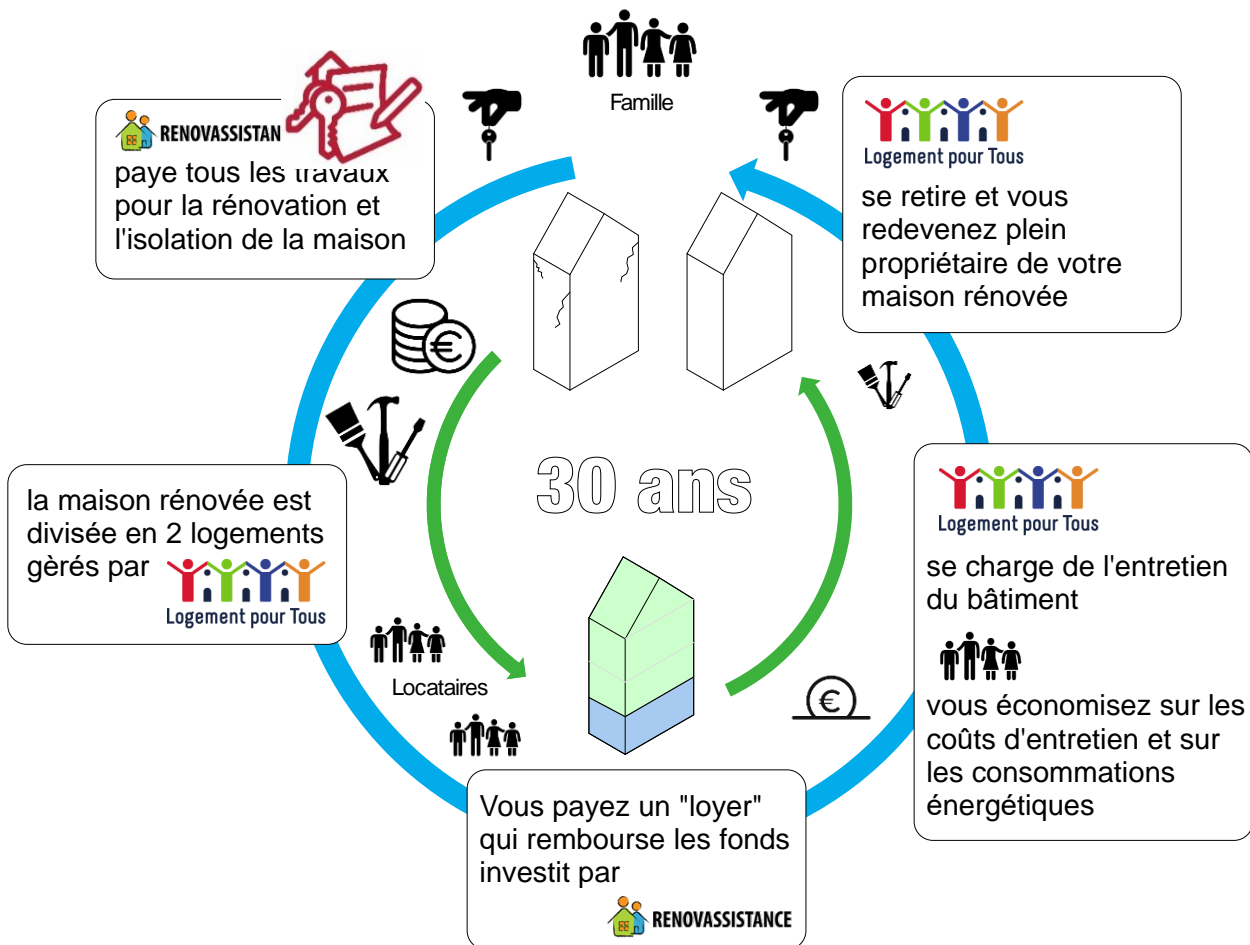 Famille
RENOVASSISTAN
paye tous les travaux
pour la rénovation et
l'isolation de la maison
Logement pour Tous
se retire et vous
redevenez plein
propriétaire de votre
maison rénovée
30 ans
la maison rénovée est
divisée en 2 logements
gèrés par
Logement pour Tous
Locataires
Logement pour Tous
se charge de l'entretien
du bâtiment
vous économisez sur les
coûts d'entretien et sur
les consommations
énergétiques
Vous payez un "loyer"
qui rembourse les fonds
investit par
RENOVASSISTANCE